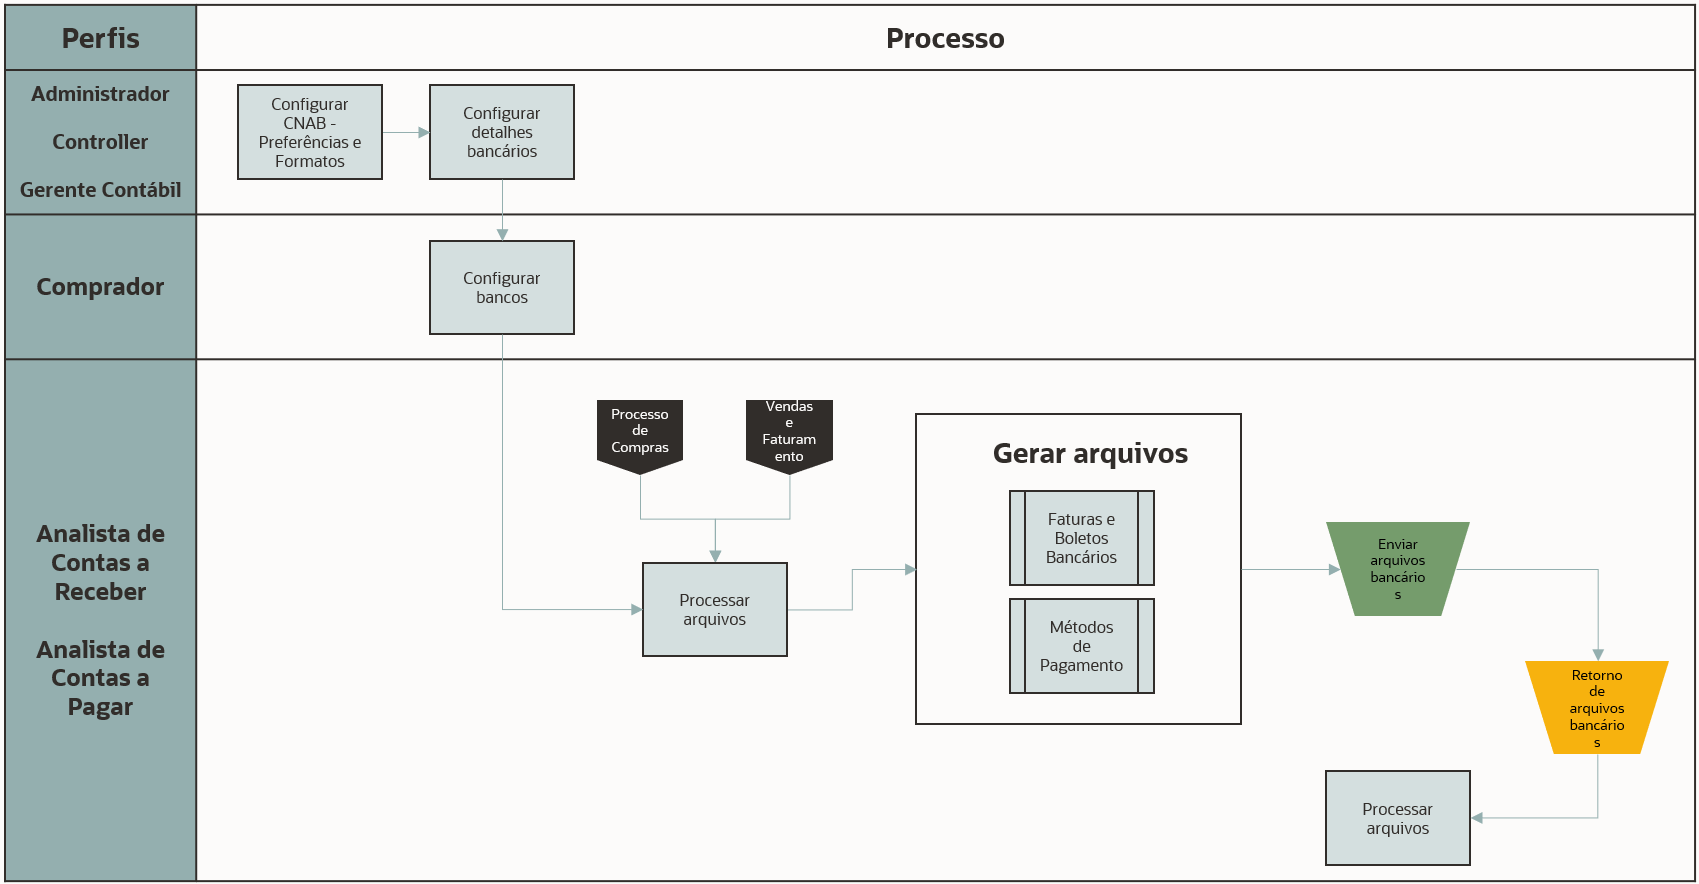 Perfis
Processo
Administrador
Controller
Gerente Contábil
Configurar
CNAB -
Preferências e
Formatos
Configurar
detalhes
bancários
Comprador
Configurar
bancos
Analista de
Contas a
Receber
Analista de
Contas a
Pagar
Processo
de
Compras
Vendas
e
Faturam
ento
Processar
arquivos
Gerar arquivos
Faturas e
Boletos
Bancários
Métodos
de
Pagamento
Enviar
arquivos
bancário
s
Retorno
de
arquivos
bancário
s
Processar
arquivos